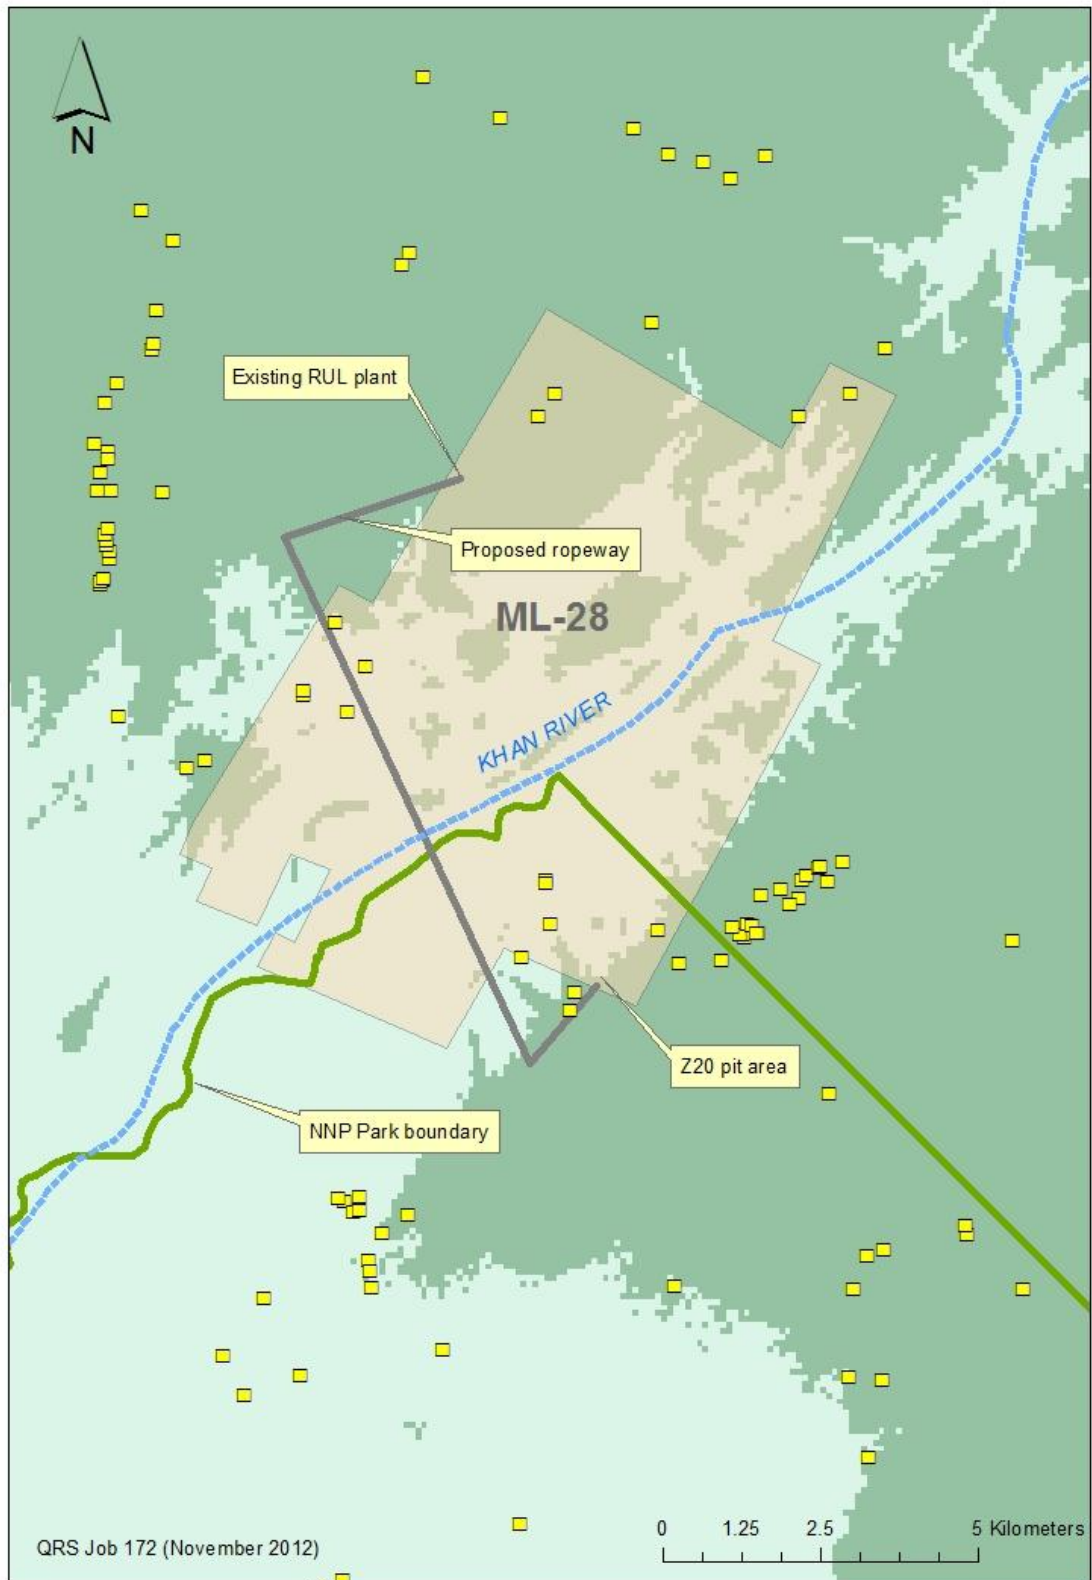 N
Existing RUL plant
Proposed ropeway
ML-28
KHAN RIVER
Z20 pit area
NNP Park boundary
QRS Job 172 (November 2012)
0 1.25 2.5 5 Kilometers